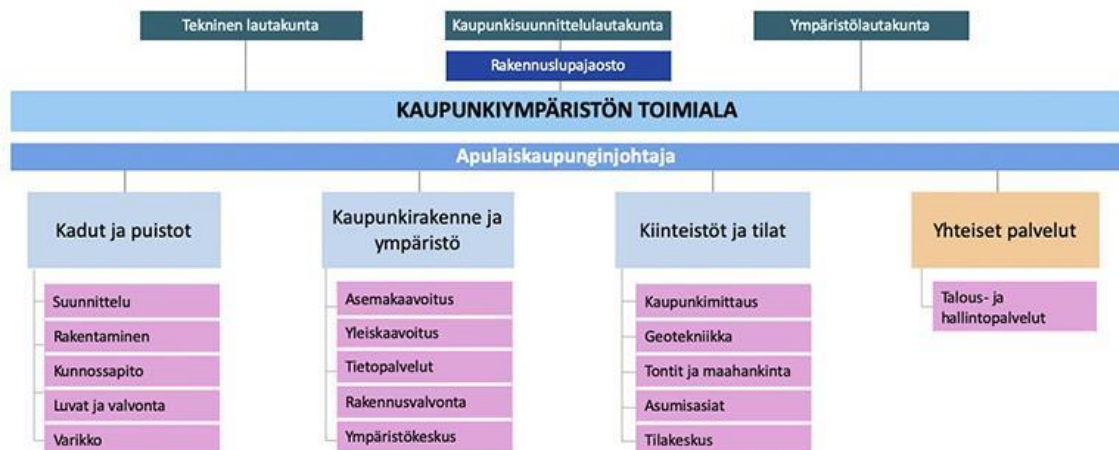 Tekninen lautakunta
Kaupunkisuunnittelulautakunta
Ympäristölautakunta
Rakennuslupajaosto
KAUPUNKIYMPÄRISTÖN TOIMIALA
Apulaiskaupunginjohtaja
Kadut ja puistot
Suunnittelu
Rakentaminen
Kunnossapito
Luvat ja valvonta
Varikko
Kaupunkirakenne ja
ympäristö
Asemakaavoitus
Yleiskaavoitus
Tietopalvelut
Rakennusvalvonta
Ympäristökeskus
Kiinteistöt ja tilat
Kaupunkimittaus
Geotekniikka
Tontit ja maahankinta
Asumisasiat
Tilakeskus
Yhteiset palvelut
Talous- ja
hallintopalvelut